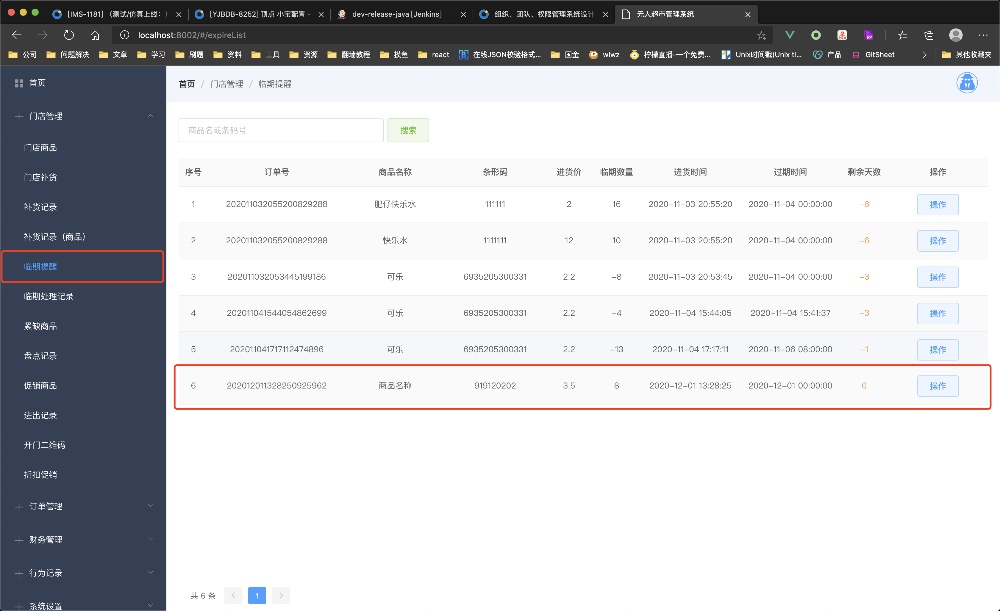 [IMS-1181] （测试/仿真上线：）
[YJBDB-8252] 顶点 小宝配置 -
dev-release-java [Jenkins]
组织、团队、权限管理系统设计
无人超市管理系统
localhost:8002/#/expireList
公司 问题解决 文章 学习 刷题 资料 工具 资源 翻墙教程 摸鱼 react 在线JSON校验格式... 国金 wlwz 柠檬直播-一个免费... Unix时间戳(Unix ti... 产品 GitSheet 其他收藏夹
首页
门店管理
门店商品
门店补货
补货记录
补货记录（商品）
临期提醒
临期处理记录
紧缺商品
盘点记录
促销商品
进出记录
开门二维码
折扣促销
订单管理
财务管理
行为记录
系统设置
首页 / 门店管理 / 临期提醒
商品名或条码号 搜索
序号 订单号 商品名称 条形码 进货价 临期数量 进货时间 过期时间 剩余天数 操作
1 202011032055200829288 肥仔快乐水 111111 2 16 2020-11-03 20:55:20 2020-11-04 00:00:00 -6 操作
2 202011032055200829288 快乐水 1111111 12 10 2020-11-03 20:55:20 2020-11-04 00:00:00 -6 操作
3 202011032053445199186 可乐 6935205300331 2.2 -8 2020-11-03 20:53:45 2020-11-04 00:00:00 -3 操作
4 202011041544054862699 可乐 6935205300331 2.2 -4 2020-11-04 15:44:05 2020-11-04 15:41:37 -3 操作
5 202011041717112474896 可乐 6935205300331 2.2 -13 2020-11-04 17:17:11 2020-11-06 08:00:00 -1 操作
6 202012011328250925962 商品名称 919120202 3.5 8 2020-12-01 13:28:25 2020-12-01 00:00:00 0 操作
共 6 条 1